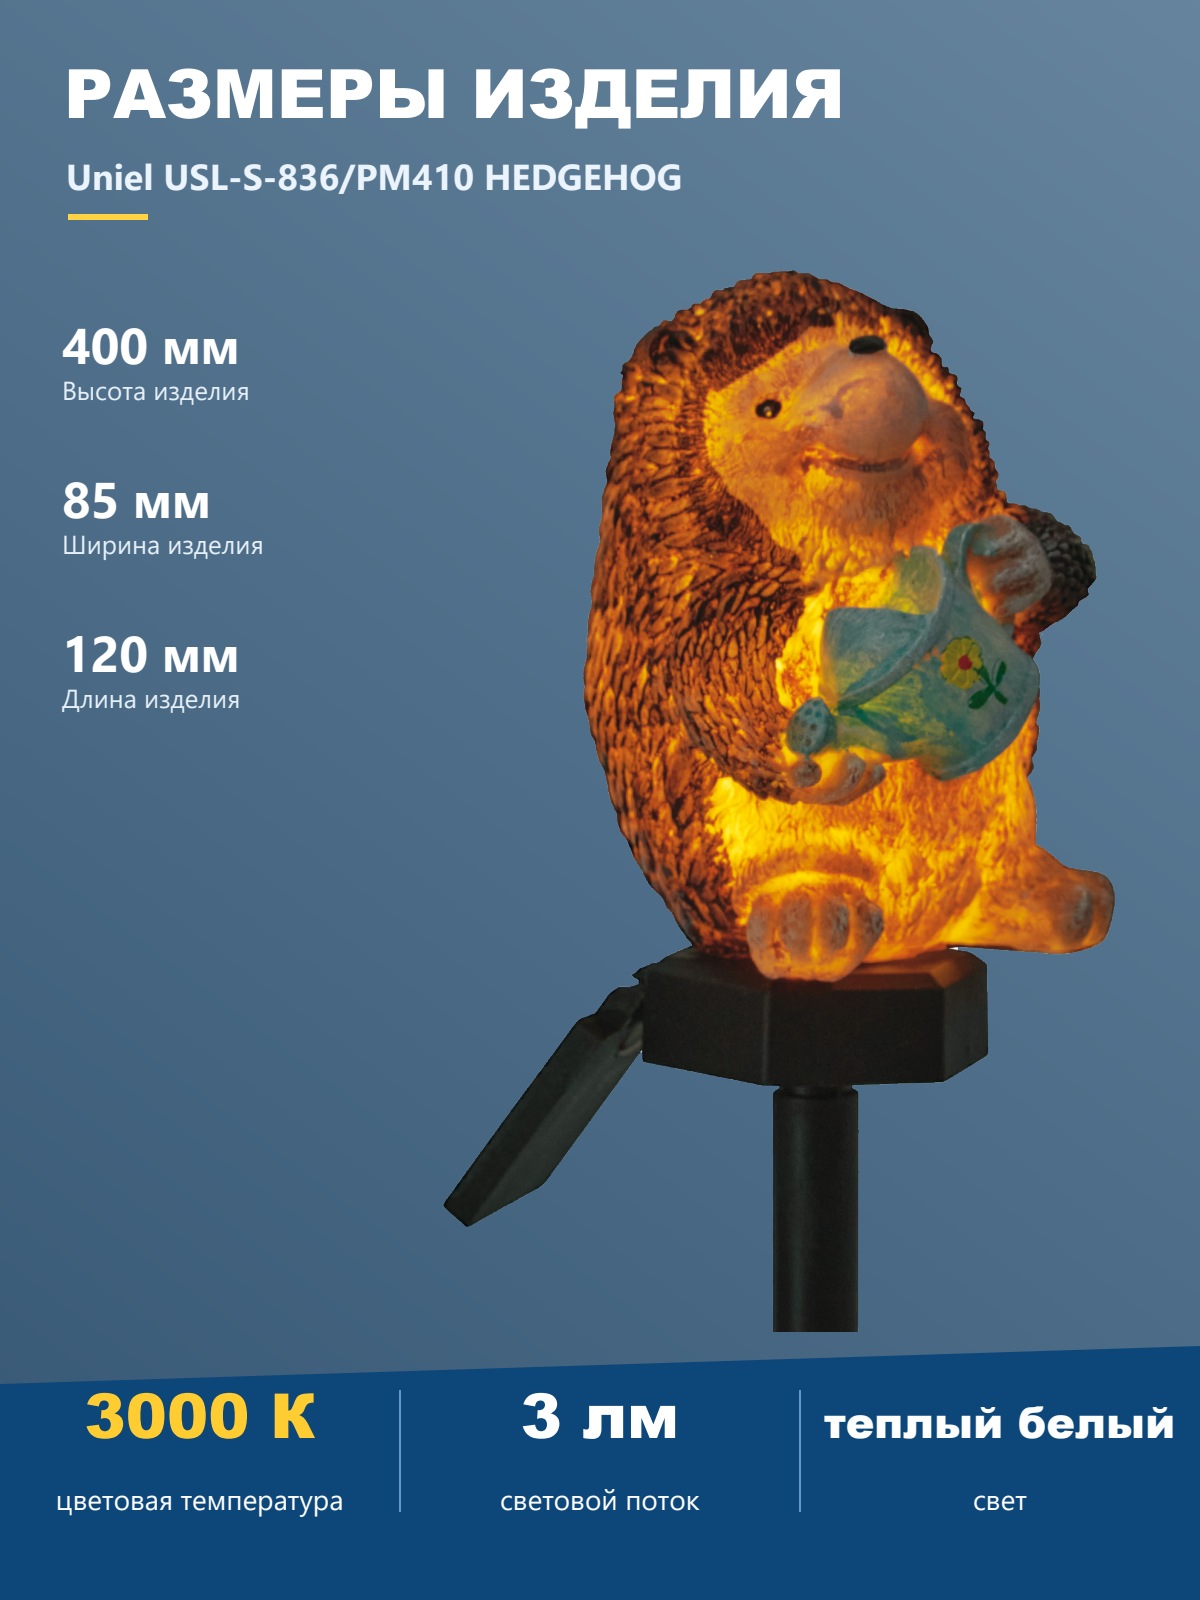 РАЗМЕРЫ ИЗДЕЛИЯ
Uniel USL-S-836/PM410 HEDGEHOG
400 мм
Высота изделия
85 мм
Ширина изделия
120 мм
Длина изделия
3000 К
цветовая температура
3 лм
световой поток
теплый белый
свет